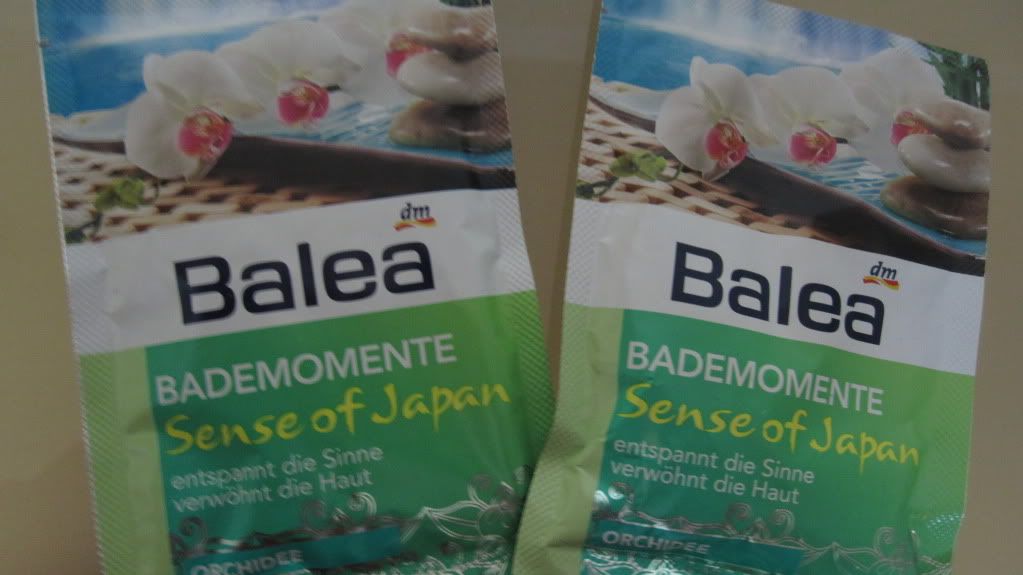 dm
Balea
BADEMOMENTE
Sense of Japan
entspannt die Sinne
verwöhnt die Haut
ORCHIDEE
dm
Balea
BADEMOMENTE
Sense of Japan
entspannt die Sinne
verwöhnt die Haut
ORCHIDEE